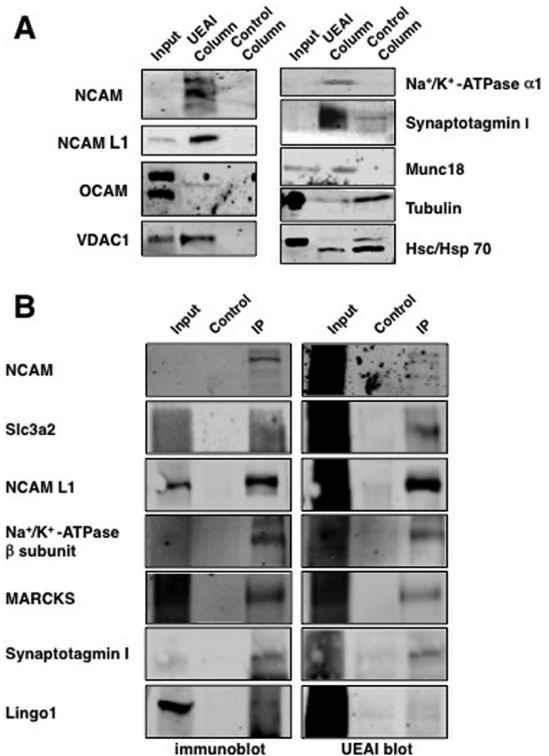 A
Input
UEAI
Column
Control
Column
Input
UEAI
Column
Control
Column
NCAM
NCAM L1
OCAM
VDAC1
Na⁺/K⁺-ATPase α1
Synaptotagmin I
Munc18
Tubulin
Hsc/Hsp 70
B
Input
Control
IP
Input
Control
IP
NCAM
Slc3a2
NCAM L1
Na⁺/K⁺-ATPase
β subunit
MARCKS
Synaptotagmin I
Lingo1
immunoblot
UEAI blot